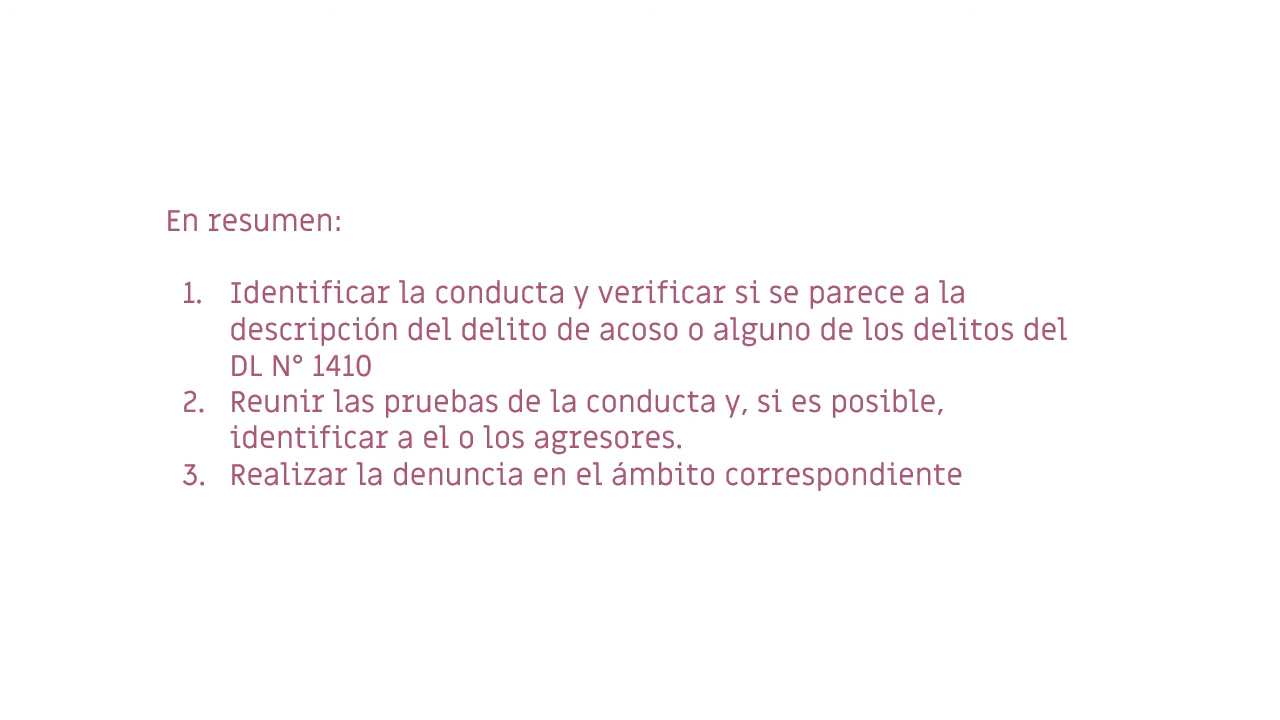 En resumen:
1. Identificar la conducta y verificar si se parece a la
descripción del delito de acoso o alguno de los delitos del
DL N° 1410
2. Reunir las pruebas de la conducta y, si es posible,
identificar a el o los agresores.
3. Realizar la denuncia en el ámbito correspondiente